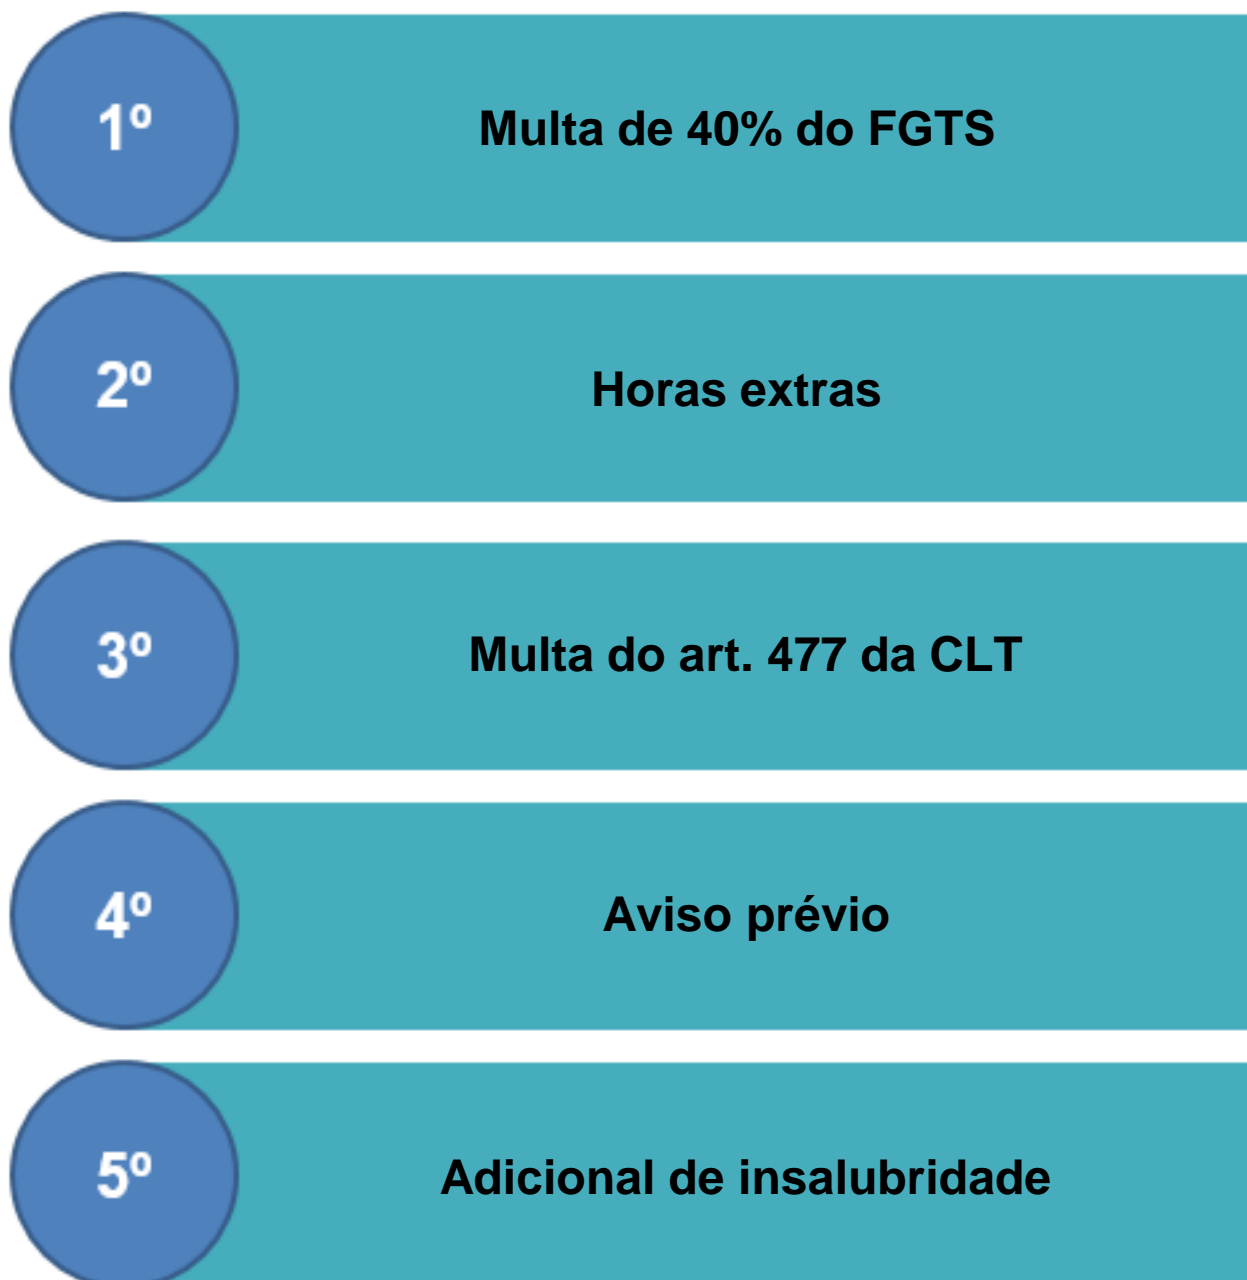 1º
Multa de 40% do FGTS
2º
Horas extras
3º
Multa do art. 477 da CLT
4º
Aviso prévio
5º
Adicional de insalubridade